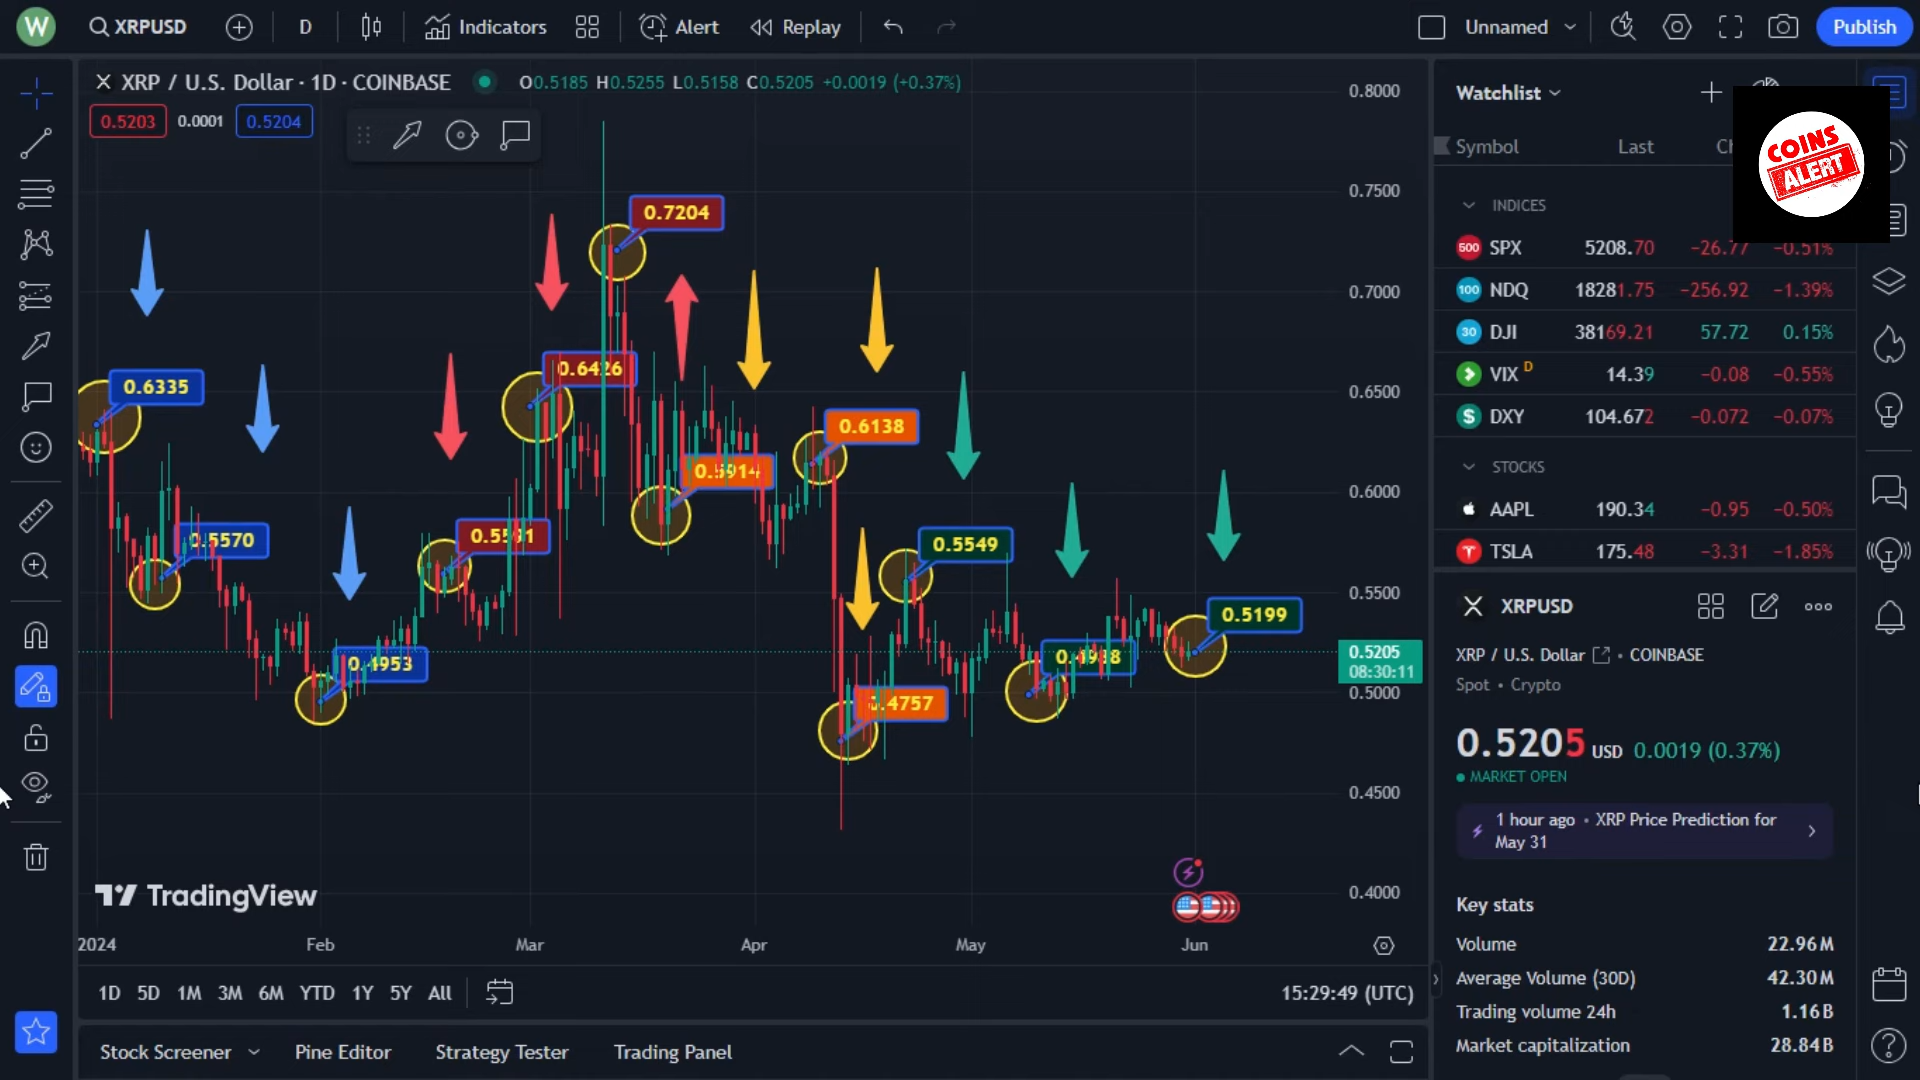 W XRPUSD D Indicators Alert Replay Unnamed Publish
XRP / U.S. Dollar · 1D · COINBASE O0.5185 H0.5255 L0.5158 C0.5205 +0.0019 (+0.37%)
0.5203 0.0001 0.5204
0.7204
0.6335
0.6426
0.6138
0.5914
0.5570
0.5549
0.5199
0.4953
0.4757
0.8000
0.7500
0.7000
0.6500
0.6000
0.5500
0.5205
08:30:11
0.5000
0.4500
0.4000
TradingView
2024 Feb Mar Apr May Jun
1D 5D 1M 3M 6M YTD 1Y 5Y All 15:29:49 (UTC)
Stock Screener Pine Editor Strategy Tester Trading Panel
Watchlist
COINS
ALERT
Symbol Last
INDICES
500 SPX 5208.70 −26.77 −0.51%
100 NDQ 18281.75 −256.92 −1.39%
30 DJI 38169.21 57.72 0.15%
VIX D 14.39 −0.08 −0.55%
$ DXY 104.672 −0.072 −0.07%
STOCKS
AAPL 190.34 −0.95 −0.50%
TSLA 175.48 −3.31 −1.85%
XRPUSD
XRP / U.S. Dollar • COINBASE
Spot • Crypto
0.5205 USD 0.0019 (0.37%)
MARKET OPEN
1 hour ago • XRP Price Prediction for
May 31
Key stats
Volume 22.96M
Average Volume (30D) 42.30M
Trading volume 24h 1.16B
Market capitalization 28.84B